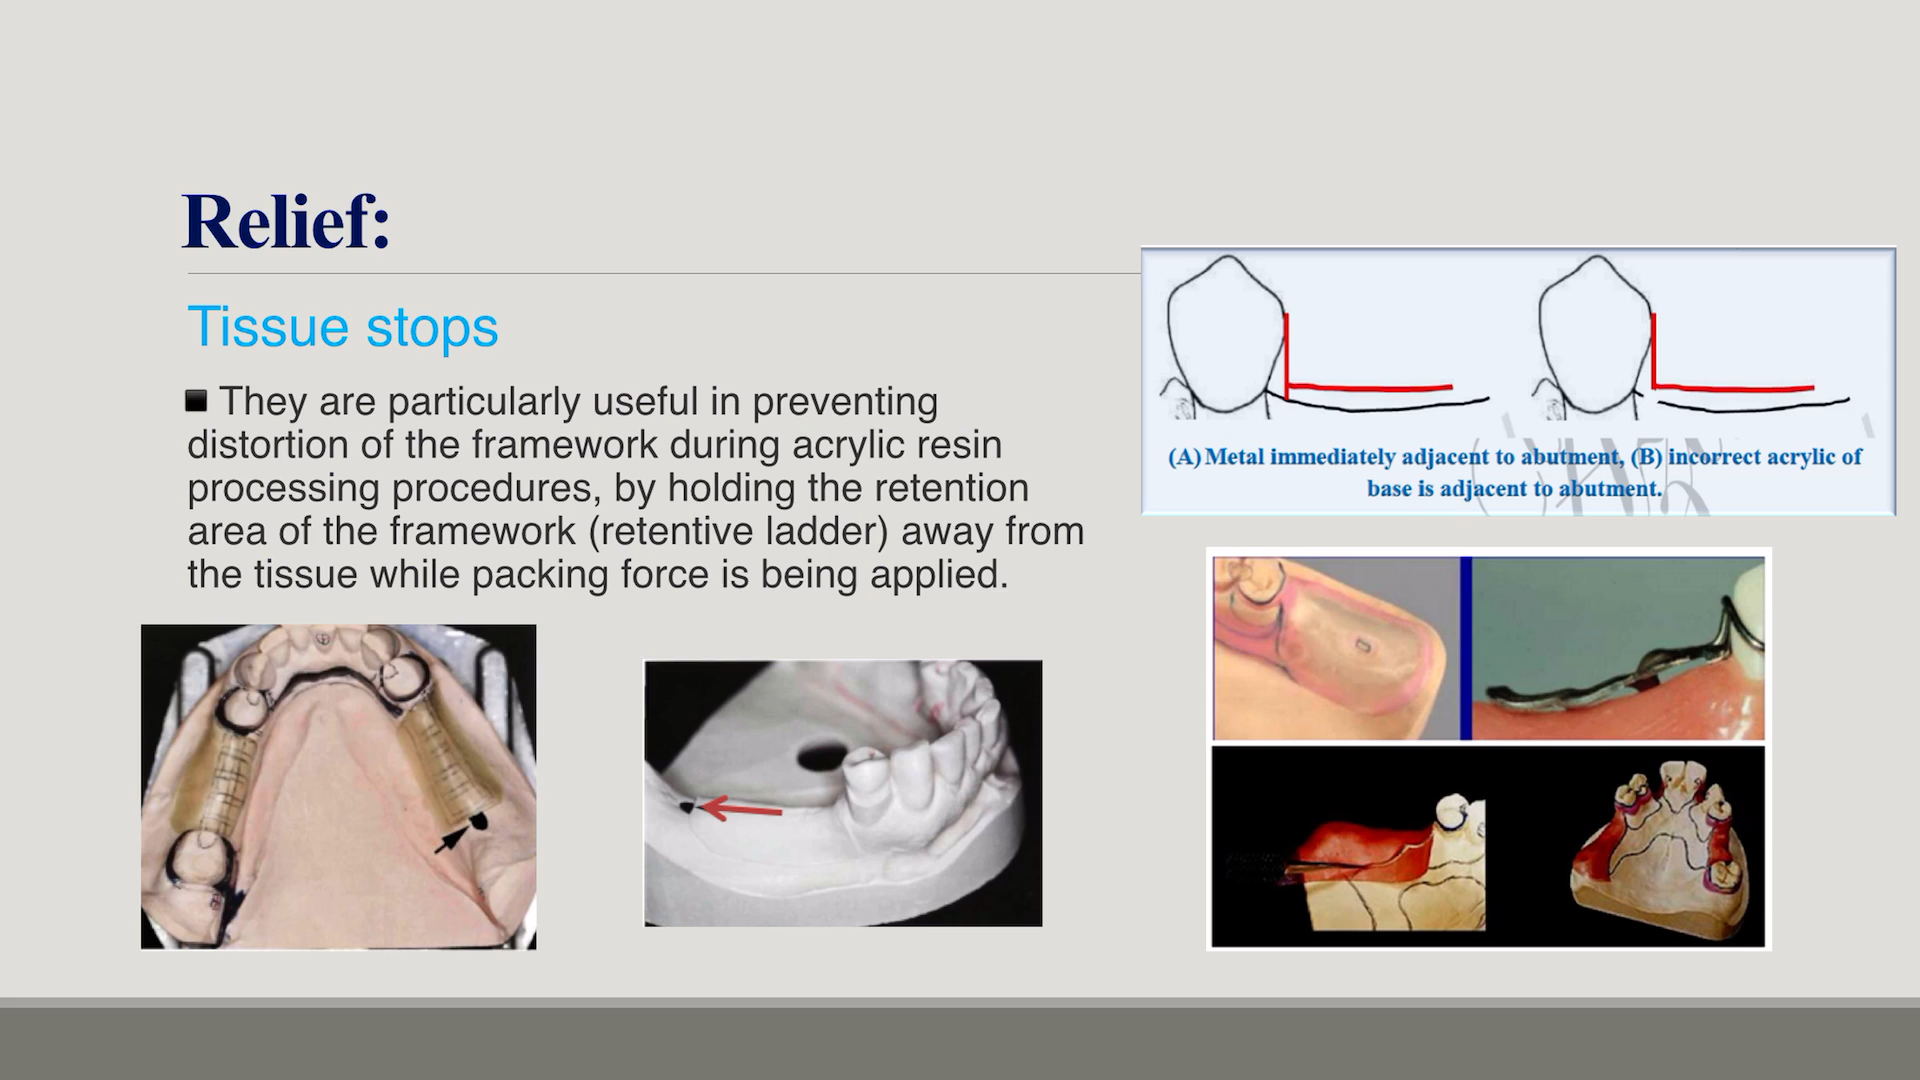 Relief:
Tissue stops
They are particularly useful in preventing
distortion of the framework during acrylic resin
processing procedures, by holding the retention
area of the framework (retentive ladder) away from
the tissue while packing force is being applied.
(A) Metal immediately adjacent to abutment, (B) incorrect acrylic of
base is adjacent to abutment.